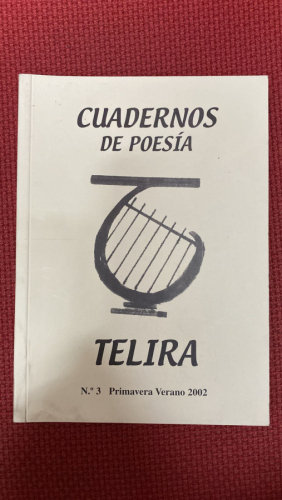 CUADERNOS
DE POESÍA
TELIRA
N.º 3 Primavera Verano 2002